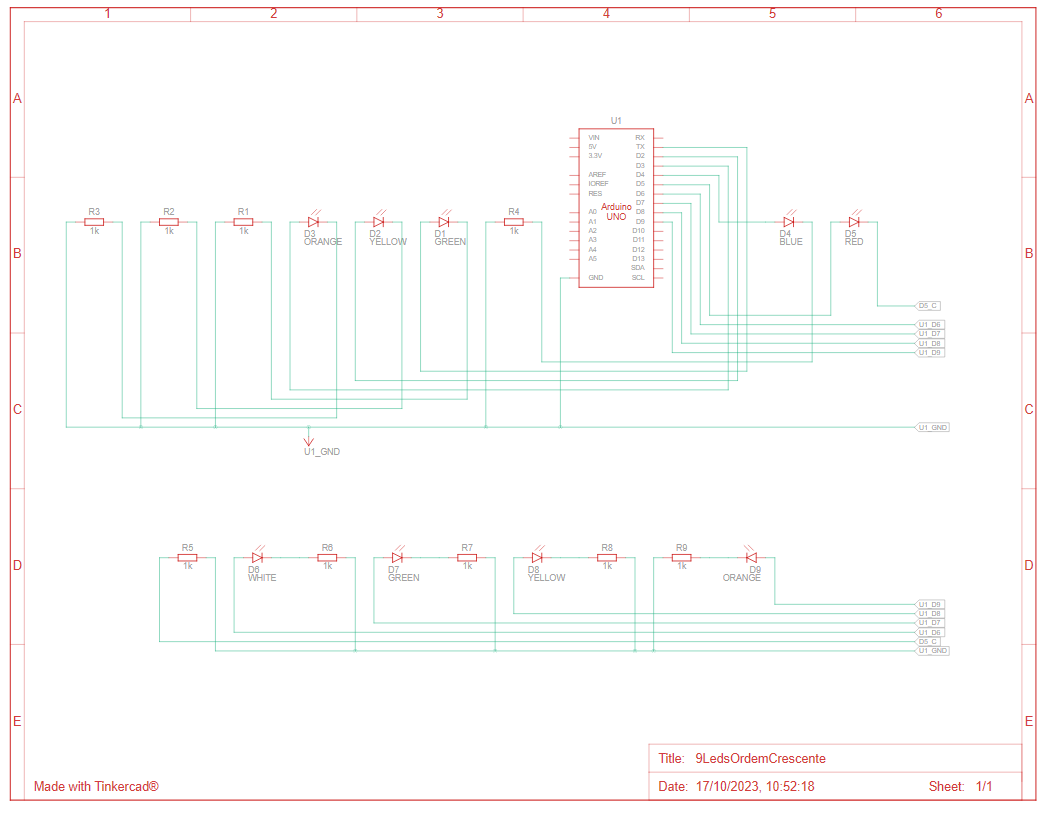 1 2 3 4 5 6
A A
U1
VIN RX
5V TX
3.3V D2
D3
AREF D4
IOREF D5
RES D6
D7
Arduino
UNO
A0 D8
A1 D9
A2 D10
A3 D11
A4 D12
A5 D13
SDA
GND SCL
R3 R2 R1 R4
1k 1k 1k 1k
D3 D2 D1 D4 D5
ORANGE YELLOW GREEN BLUE RED
B B
D5_C
U1_D6
U1_D7
U1_D8
U1_D9
C C
U1_GND
U1_GND
R5 R6 R7 R8 R9
1k 1k 1k 1k 1k
D6 D7 D8 D9
WHITE GREEN YELLOW ORANGE
D D
U1_D9
U1_D8
U1_D7
U1_D6
D5_C
U1_GND
E E
Title: 9LedsOrdemCrescente
Made with Tinkercad®
Date: 17/10/2023, 10:52:18 Sheet: 1/1